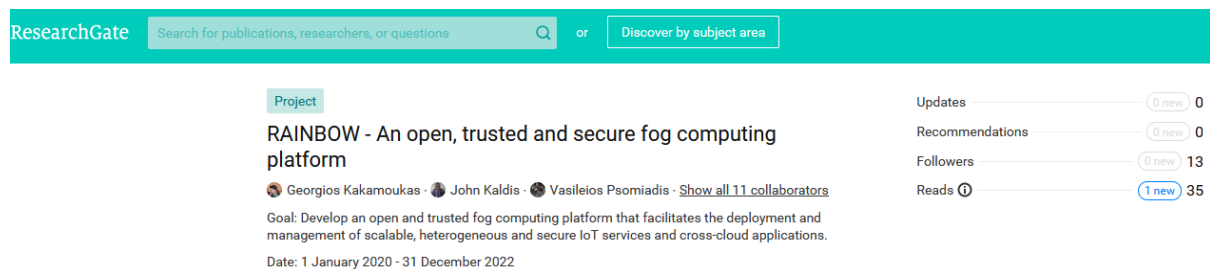 ResearchGate Search for publications, researchers, or questions or Discover by subject area
Project
RAINBOW - An open, trusted and secure fog computing
platform
Georgios Kakamoukas · John Kaldis · Vasileios Psomiadis · Show all 11 collaborators
Goal: Develop an open and trusted fog computing platform that facilitates the deployment and
management of scalable, heterogeneous and secure IoT services and cross-cloud applications.
Date: 1 January 2020 - 31 December 2022
Updates 0 new 0
Recommendations 0 new 0
Followers 0 new 13
Reads 1 new 35